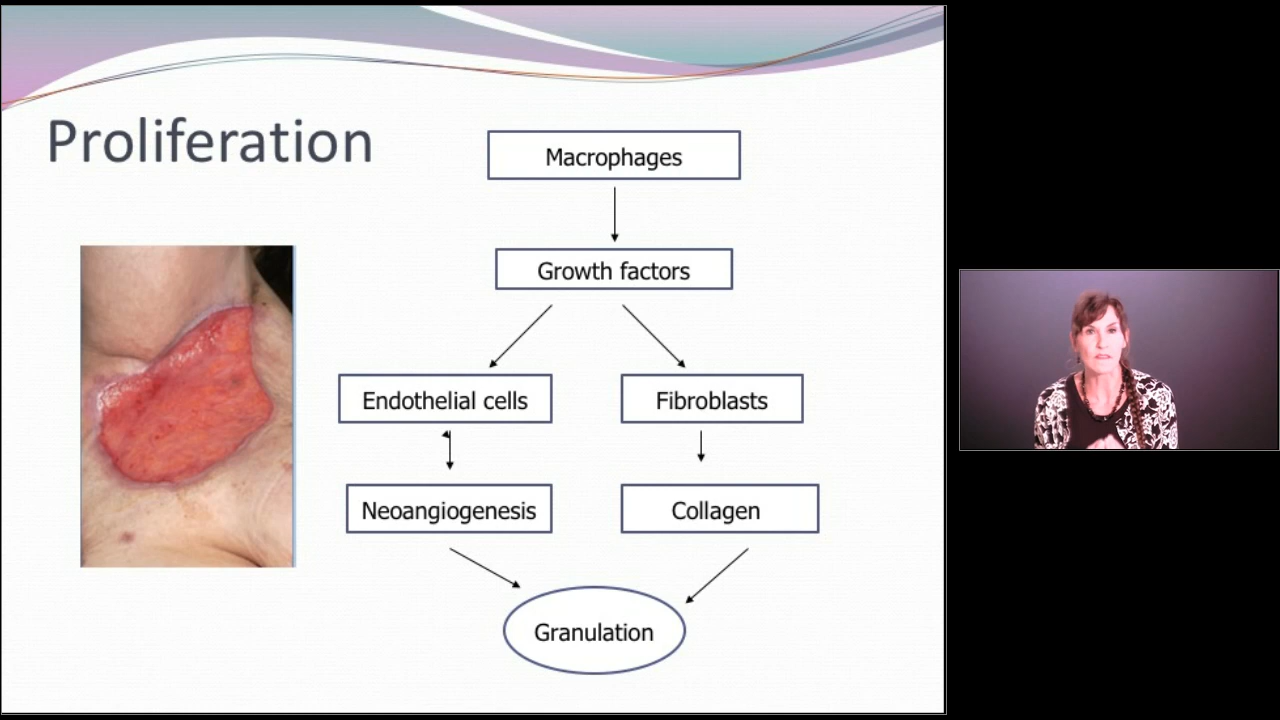 Proliferation
Macrophages
Growth factors
Endothelial cells
Fibroblasts
Neoangiogenesis
Collagen
Granulation